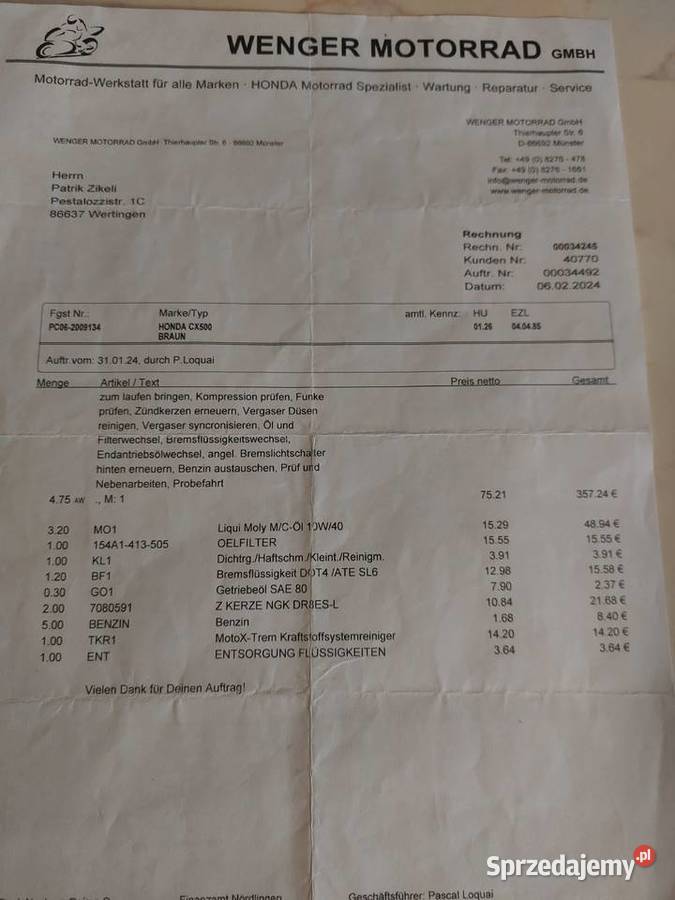 WENGER MOTORRAD GMBH
Motorrad-Werkstatt für alle Marken · HONDA Motorrad Spezialist · Wartung · Reparatur · Service
WENGER MOTORRAD GmbH
Thierhaupter Str. 6
D-86692 Münster
WENGER MOTORRAD GmbH Thierhaupter Str. 6 86692 Münster
Tel: +49 (0) 8276 - 478
Fax: +49 (0) 8276 - 1661
info@wenger-motorrad.de
www.wenger-motorrad.de
Herrn
Patrik Zikeli
Pestalozzistr. 1C
86637 Wertingen
Rechnung
Rechn. Nr: 00034245
Kunden Nr: 40770
Auftr. Nr: 00034492
Datum: 06.02.2024
Fgst Nr.: Marke/Typ amtl. Kennz: HU EZL
PC06-2009134 HONDA CX500 01.26 04.04.85
BRAUN
Auftr.vom: 31.01.24, durch P.Loquai
Menge Artikel / Text Preis netto Gesamt
zum laufen bringen, Kompression prüfen, Funke
prüfen, Zündkerzen erneuern, Vergaser Düsen
reinigen, Vergaser syncronisieren, Öl und
Filterwechsel, Bremsflüssigkeitswechsel,
Endantriebsölwechsel, angel. Bremslichtschalter
hinten erneuern, Benzin austauschen, Prüf und
Nebenarbeiten, Probefahrt
4.75 AW ., M: 1 75.21 357.24 €
3.20 MO1 Liqui Moly M/C-Öl 10W/40 15.29 48.94 €
1.00 154A1-413-505 OELFILTER 15.55 15.55 €
1.00 KL1 Dichtrg./Haftschm./Kleint./Reinigm. 3.91 3.91 €
1.20 BF1 Bremsflüssigkeit DOT4 /ATE SL6 12.98 15.58 €
0.30 GO1 Getriebeöl SAE 80 7.90 2.37 €
2.00 7080591 Z KERZE NGK DR8ES-L 10.84 21.68 €
5.00 BENZIN Benzin 1.68 8.40 €
1.00 TKR1 MotoX-Trem Kraftstoffsystemreiniger 14.20 14.20 €
1.00 ENT ENTSORGUNG FLÜSSIGKEITEN 3.64 3.64 €
Vielen Dank für Deinen Auftrag!
Finanzamt Nördlingen Geschäftsführer: Pascal Loquai
Sprzedajemy.pl